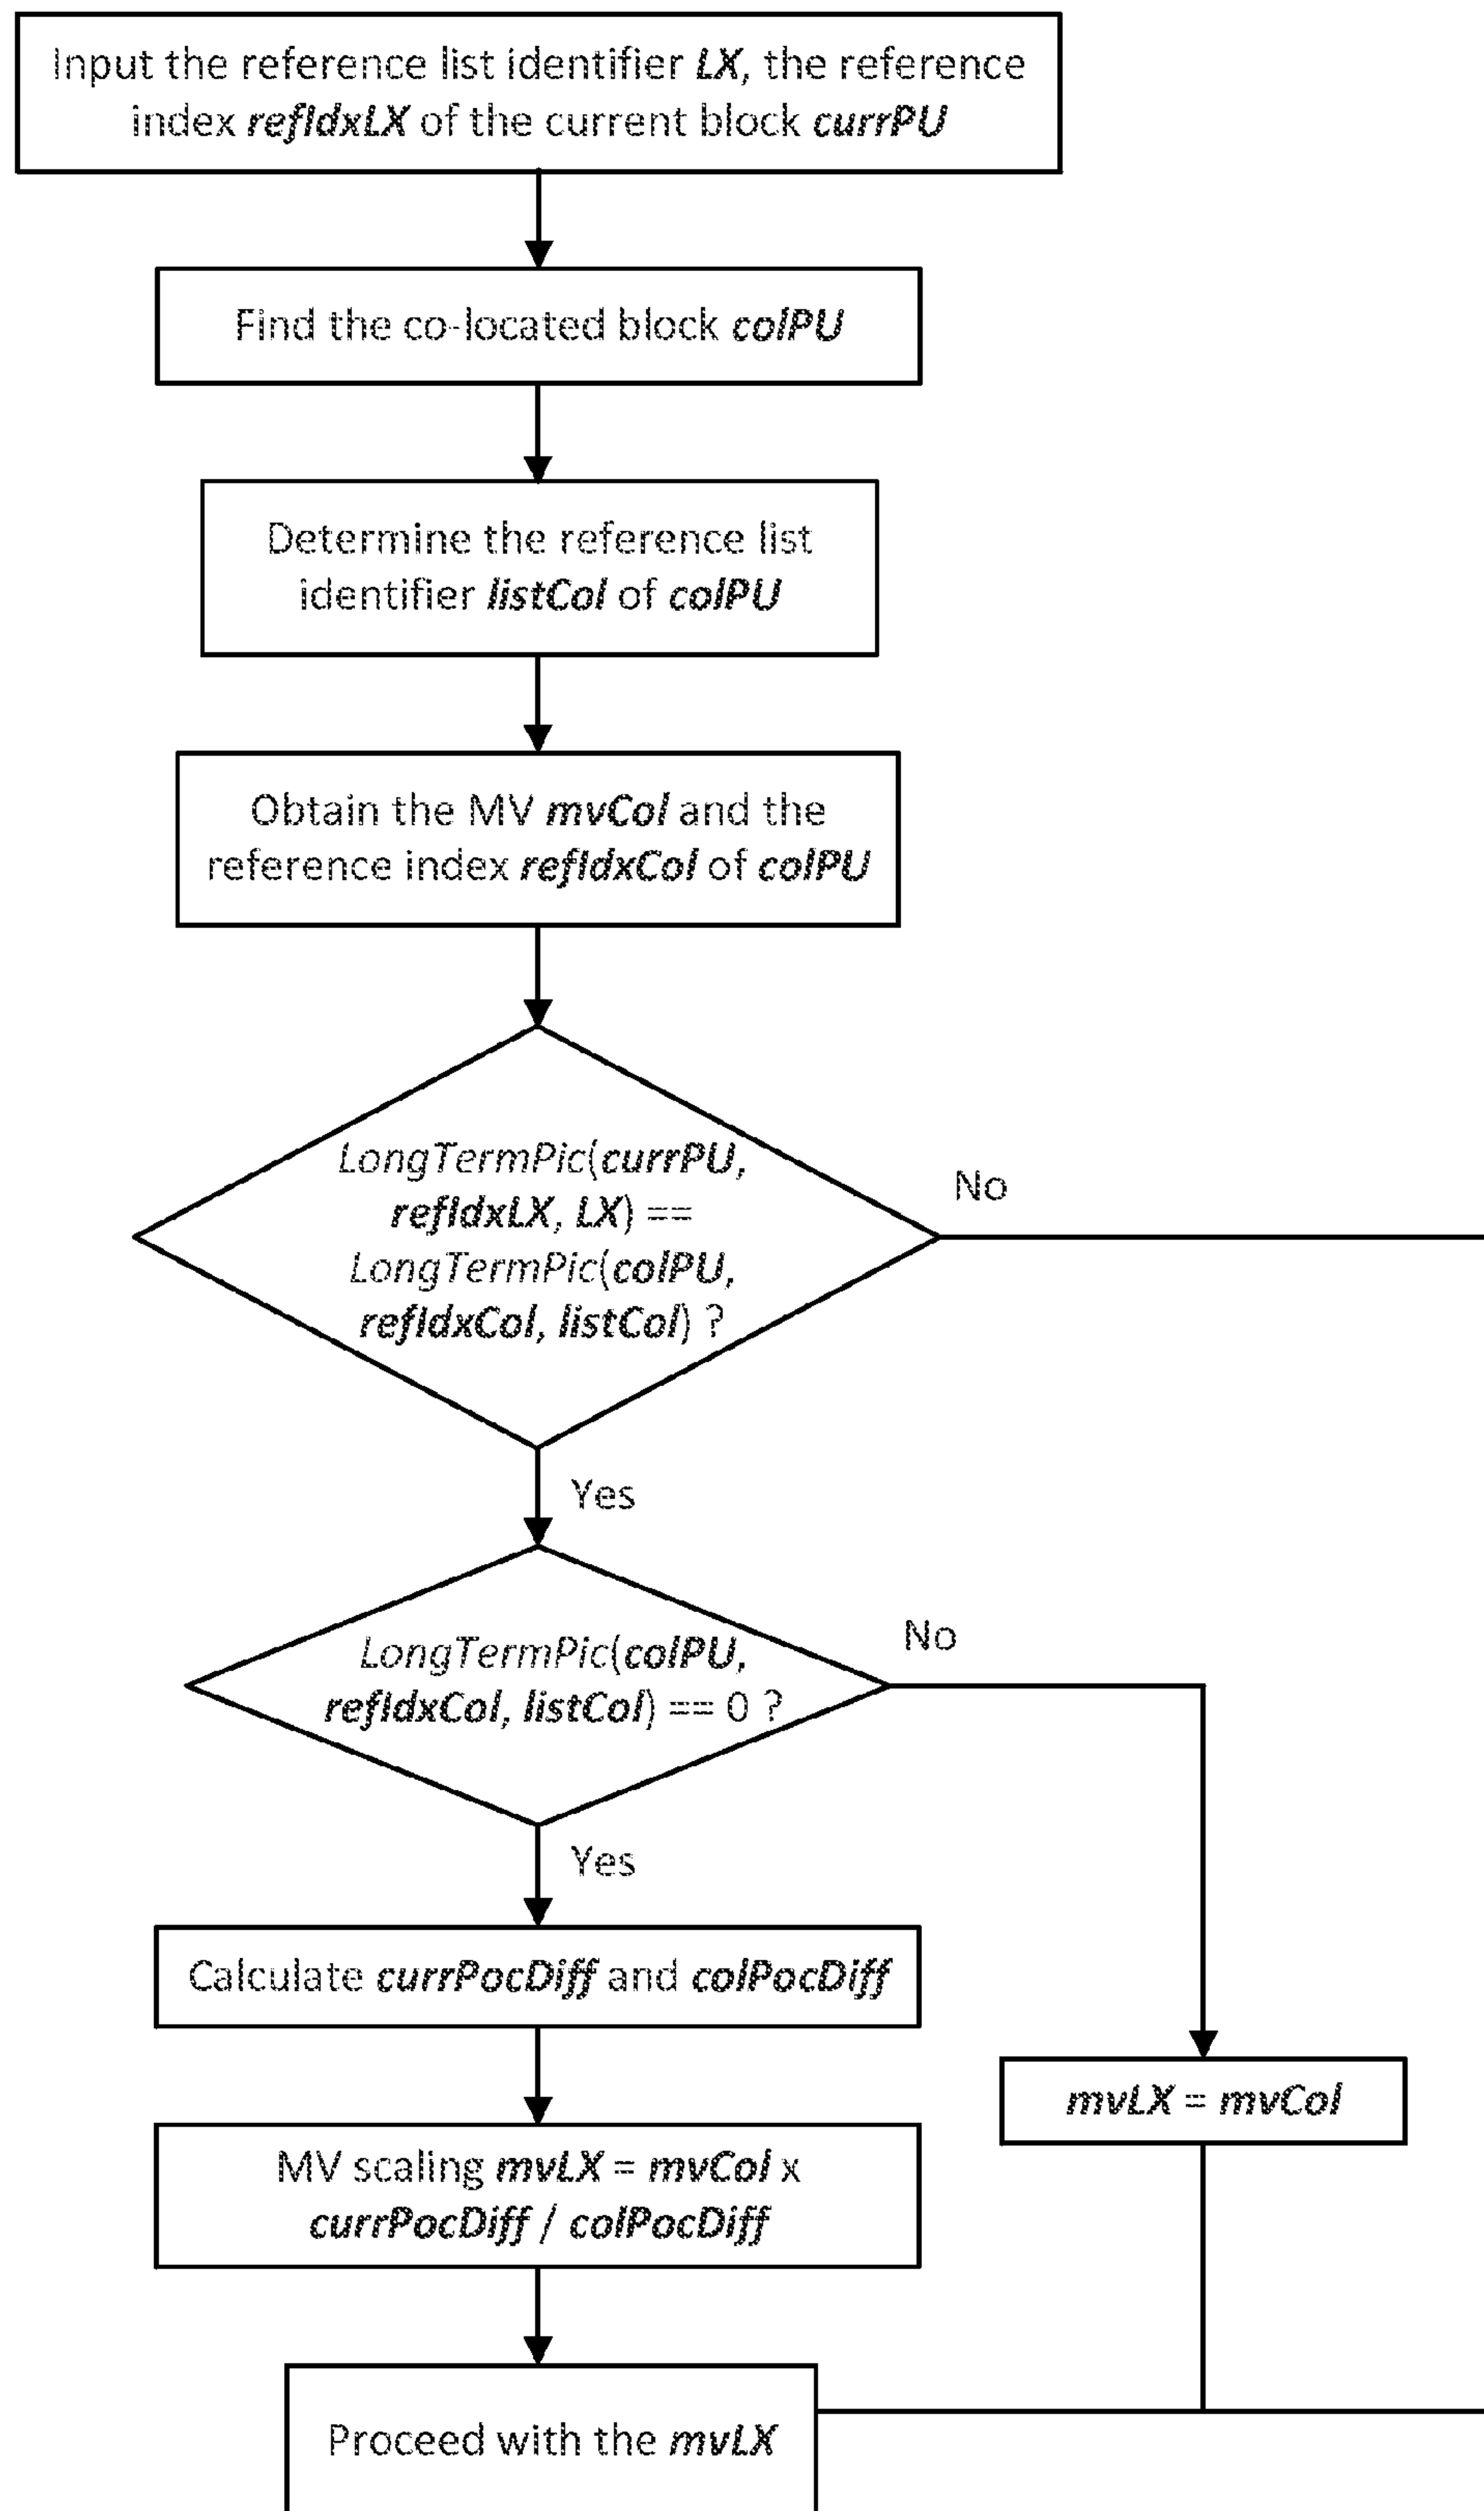 Input the reference list identifier LX, the reference
index refIdxLX of the current block currPU
Find the co-located block colPU
Determine the reference list
identifier listCol of colPU
Obtain the MV mvCol and the
reference index refIdxCol of colPU
LongTermPic(currPU,
refIdxLX, LX) ==
LongTermPic(colPU,
refIdxCol, listCol) ?
No
Yes
LongTermPic(colPU,
refIdxCol, listCol) == 0 ?
No
Yes
Calculate currPocDiff and colPocDiff
mvLX = mvCol
MV scaling mvLX = mvCol x
currPocDiff / colPocDiff
Proceed with the mvLX